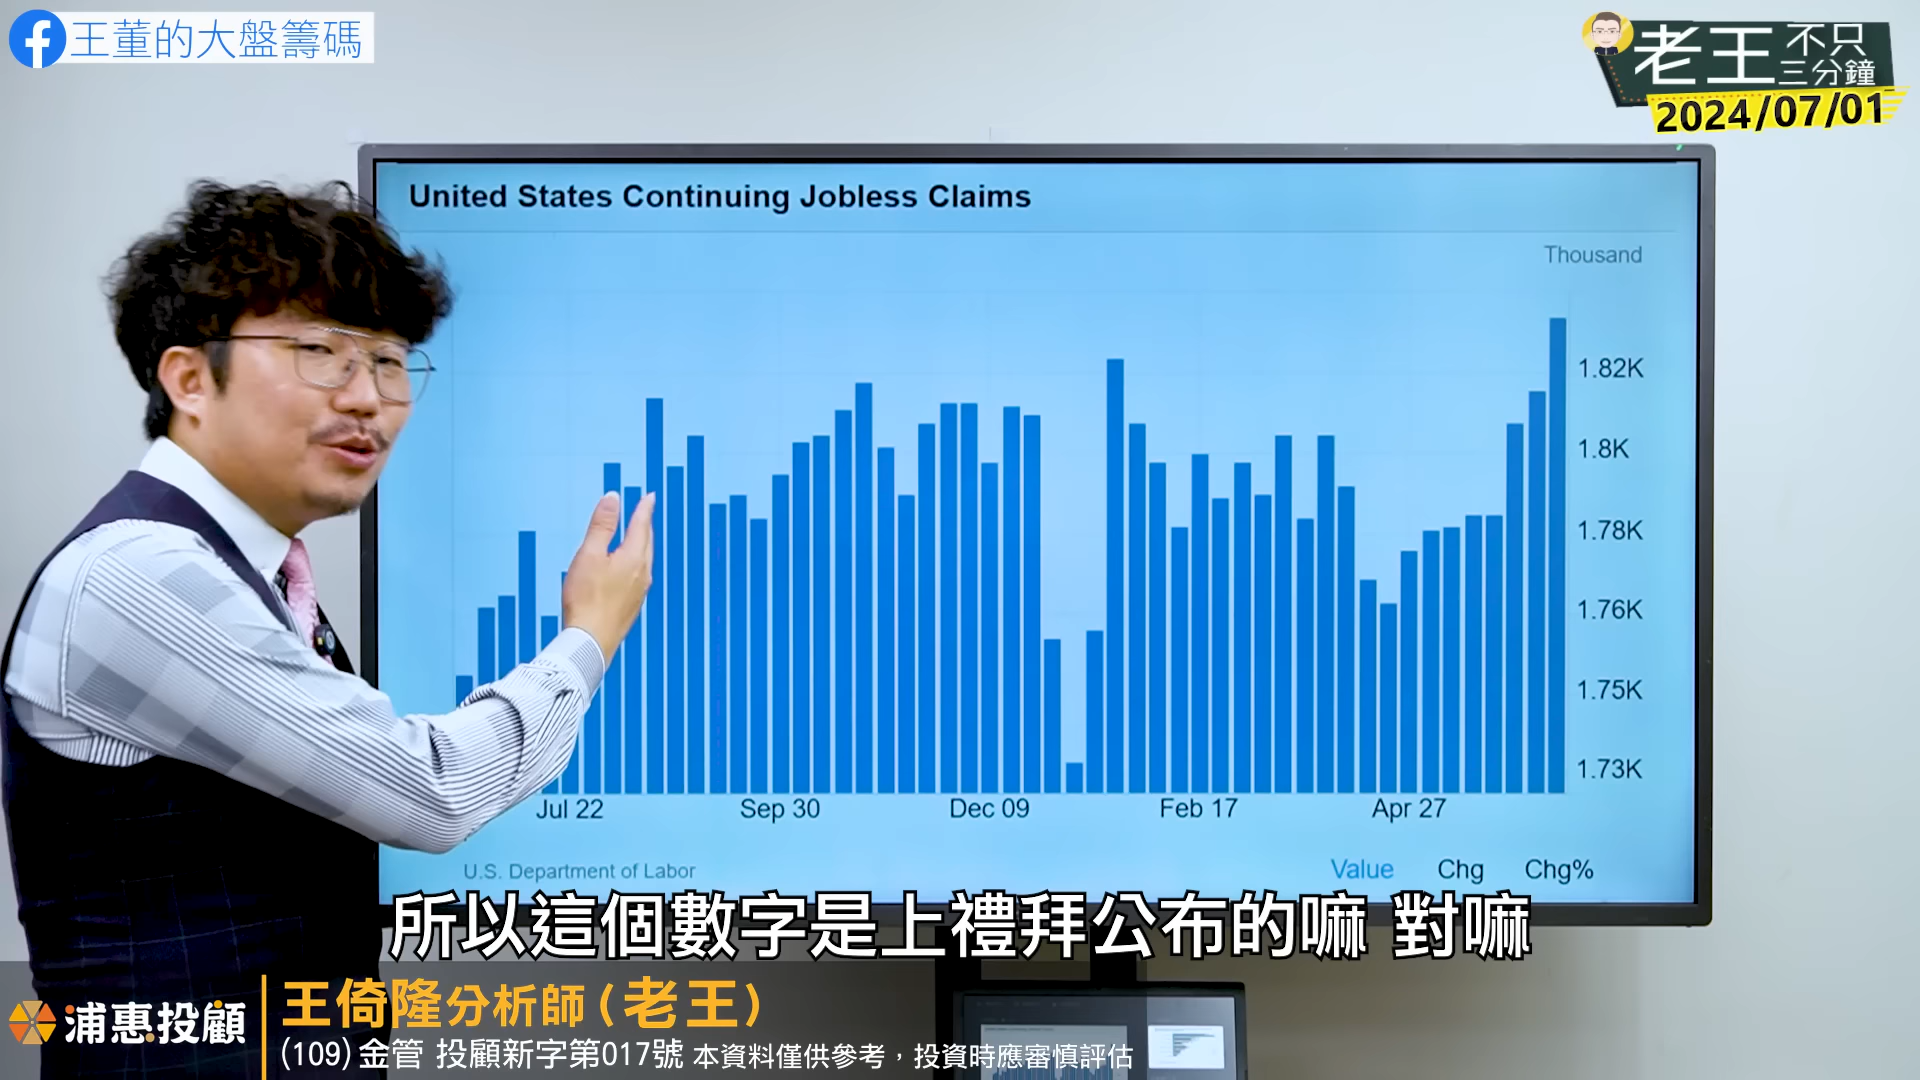 王董的大盤籌碼
老王不只三分鐘
2024/07/01
United States Continuing Jobless Claims
Thousand
1.82K
1.8K
1.78K
1.76K
1.75K
1.73K
Jul 22 Sep 30 Dec 09 Feb 17 Apr 27
U.S. Department of Labor
Value Chg Chg%
所以這個數字是上禮拜公布的嘛 對嘛
浦惠投顧
王倚隆分析師(老王)
(109)金管 投顧新字第017號 本資料僅供參考，投資時應審慎評估